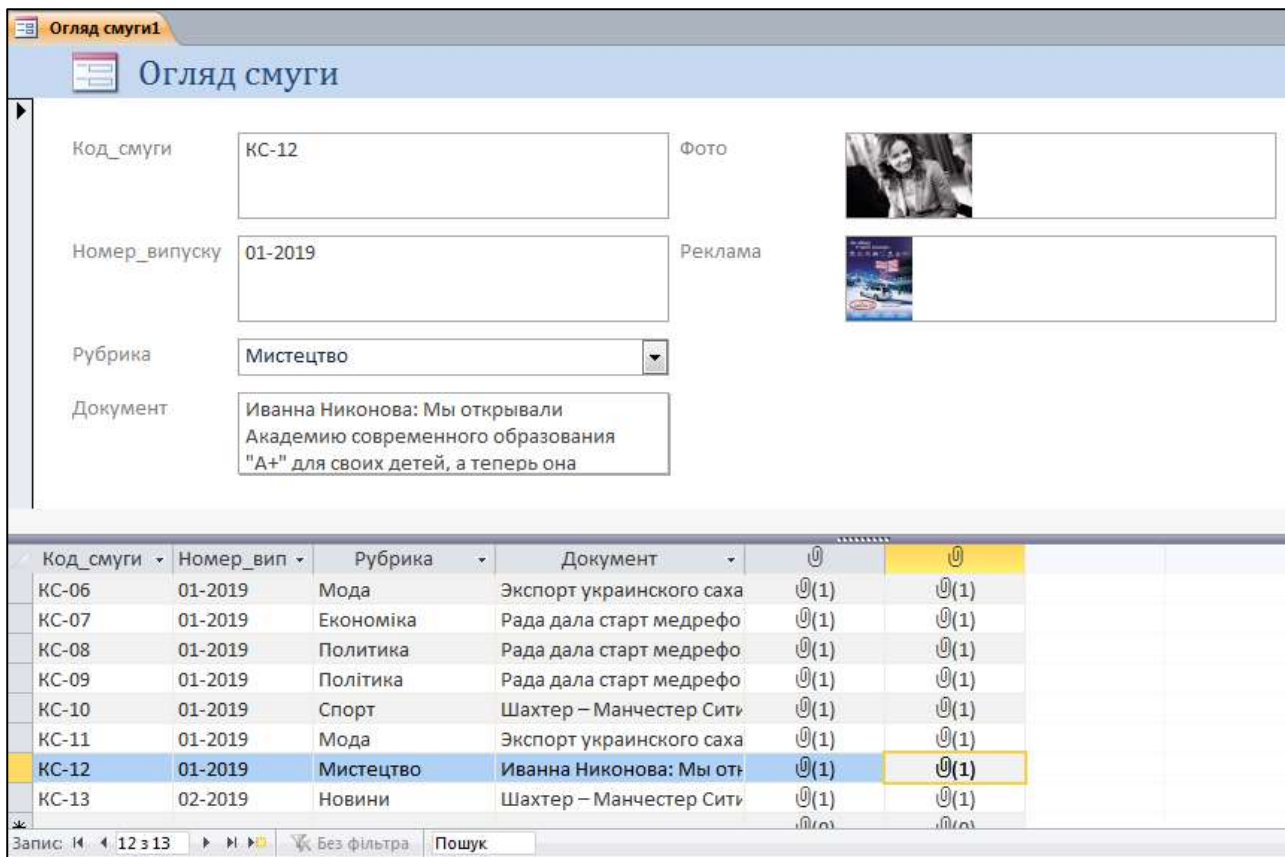 Огляд смуги1
Огляд смуги
Код_смуги КС-12 Фото
Номер_випуску 01-2019 Реклама
Рубрика Мистецтво
Документ Иванна Никонова: Мы открывали
Академию современного образования
"А+" для своих детей, а теперь она
Код_смуги Номер_вип Рубрика Документ
КС-06 01-2019 Мода Экспорт украинского саха (1) (1)
КС-07 01-2019 Економіка Рада дала старт медрефо (1) (1)
КС-08 01-2019 Политика Рада дала старт медрефо (1) (1)
КС-09 01-2019 Політика Рада дала старт медрефо (1) (1)
КС-10 01-2019 Спорт Шахтер – Манчестер Сити (1) (1)
КС-11 01-2019 Мода Экспорт украинского саха (1) (1)
КС-12 01-2019 Мистецтво Иванна Никонова: Мы отк (1) (1)
КС-13 02-2019 Новини Шахтер – Манчестер Сити (1) (1)
(0) (0)
Запис: 12 з 13 Без фільтра Пошук